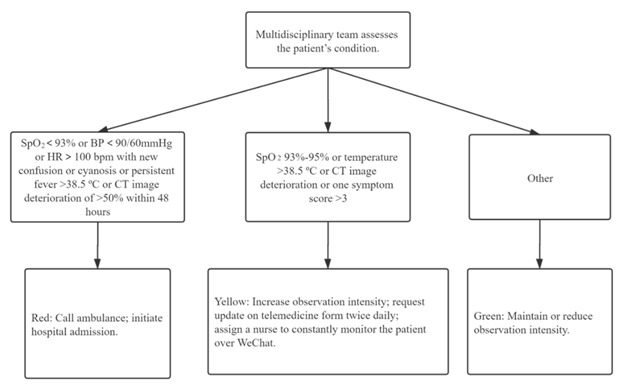 Multidisciplinary team assesses
the patient's condition.
SpO₂ < 93% or BP < 90/60mmHg
or HR > 100 bpm with new
confusion or cyanosis or persistent
fever >38.5 ºC or CT image
deterioration of >50% within 48
hours
SpO₂ 93%-95% or temperature
>38.5 ºC or CT image
deterioration or one symptom
score >3
Other
Red: Call ambulance; initiate
hospital admission.
Yellow: Increase observation intensity; request
update on telemedicine form twice daily;
assign a nurse to constantly monitor the patient
over WeChat.
Green: Maintain or reduce
observation intensity.